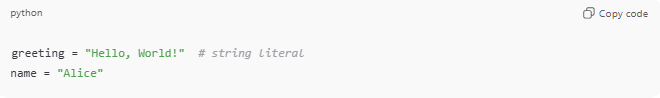 python Copy code
greeting = "Hello, World!"  # string literal
name = "Alice"